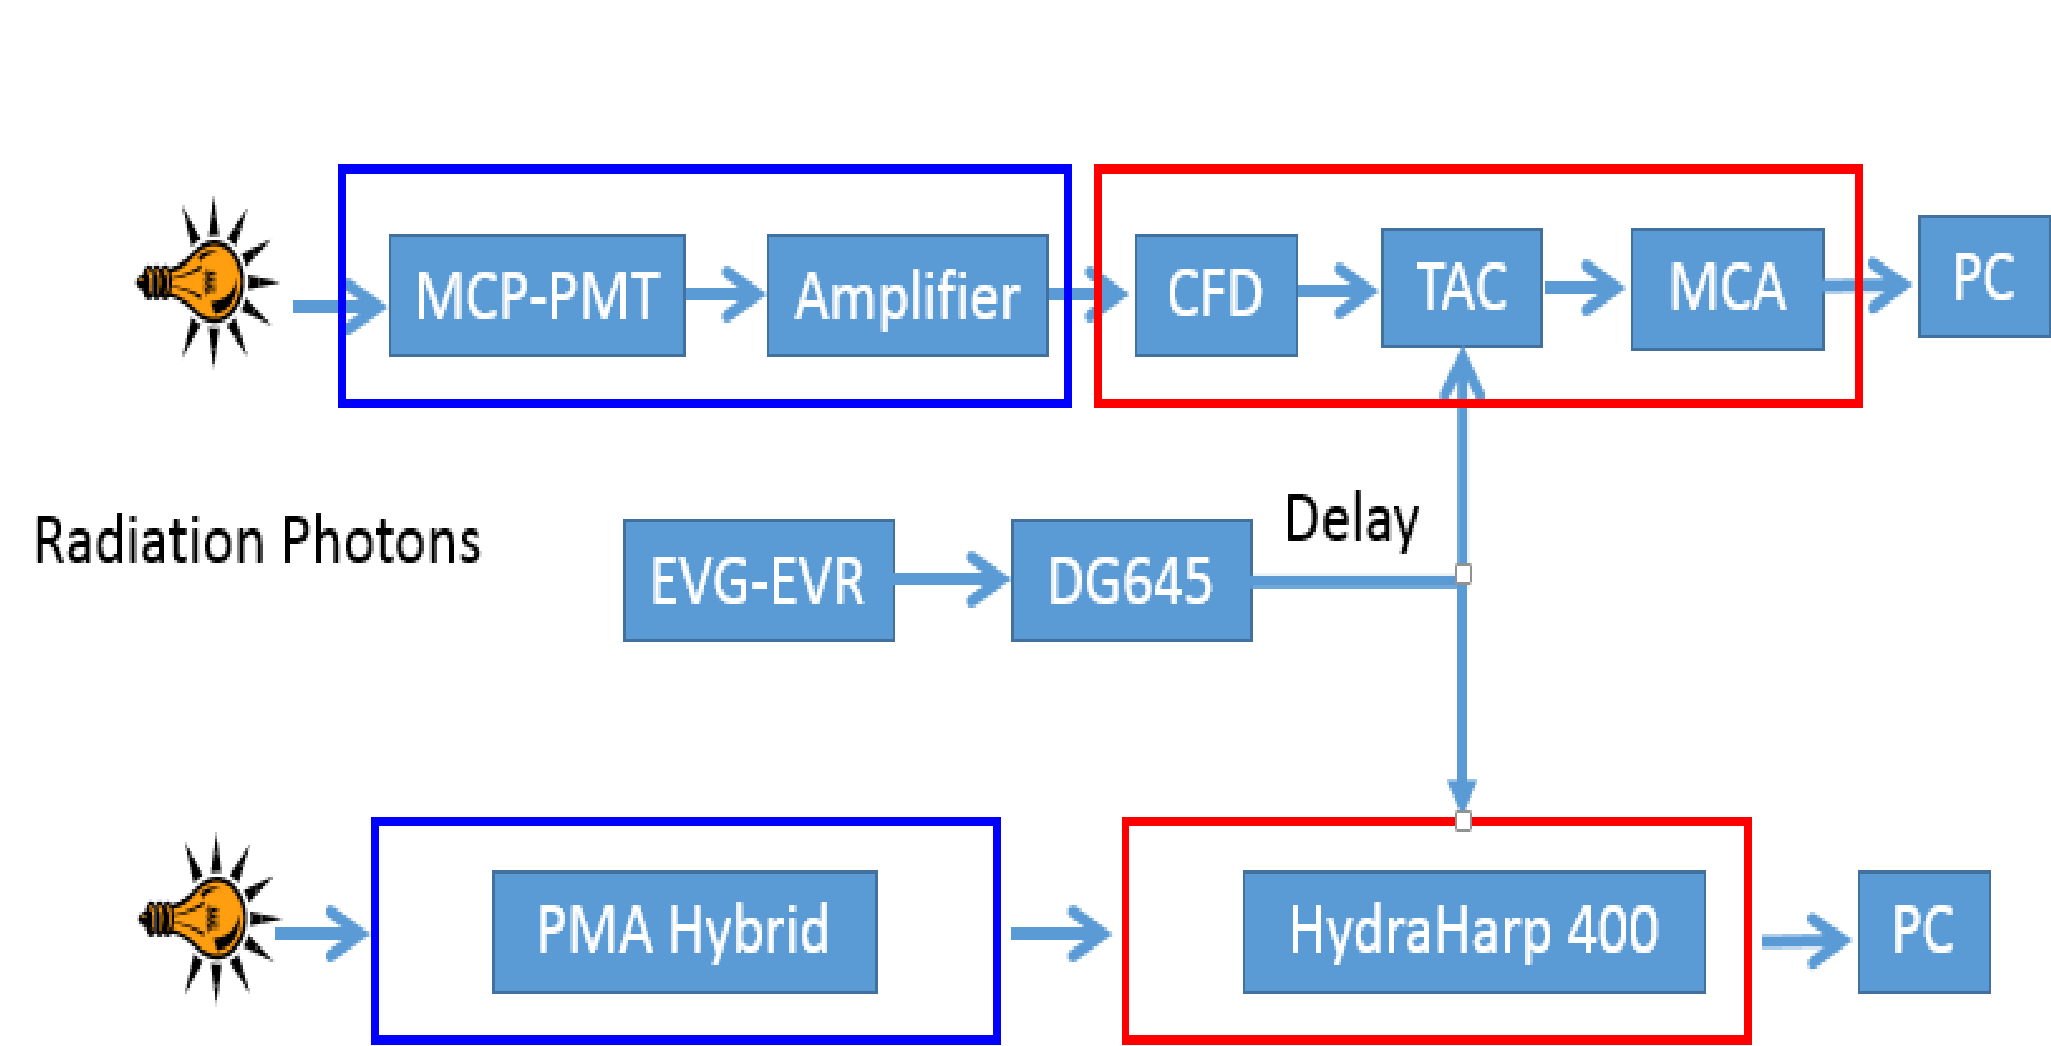 MCP-PMT
Amplifier
CFD
TAC
MCA
PC
Radiation Photons
EVG-EVR
DG645
Delay
PMA Hybrid
HydraHarp 400
PC